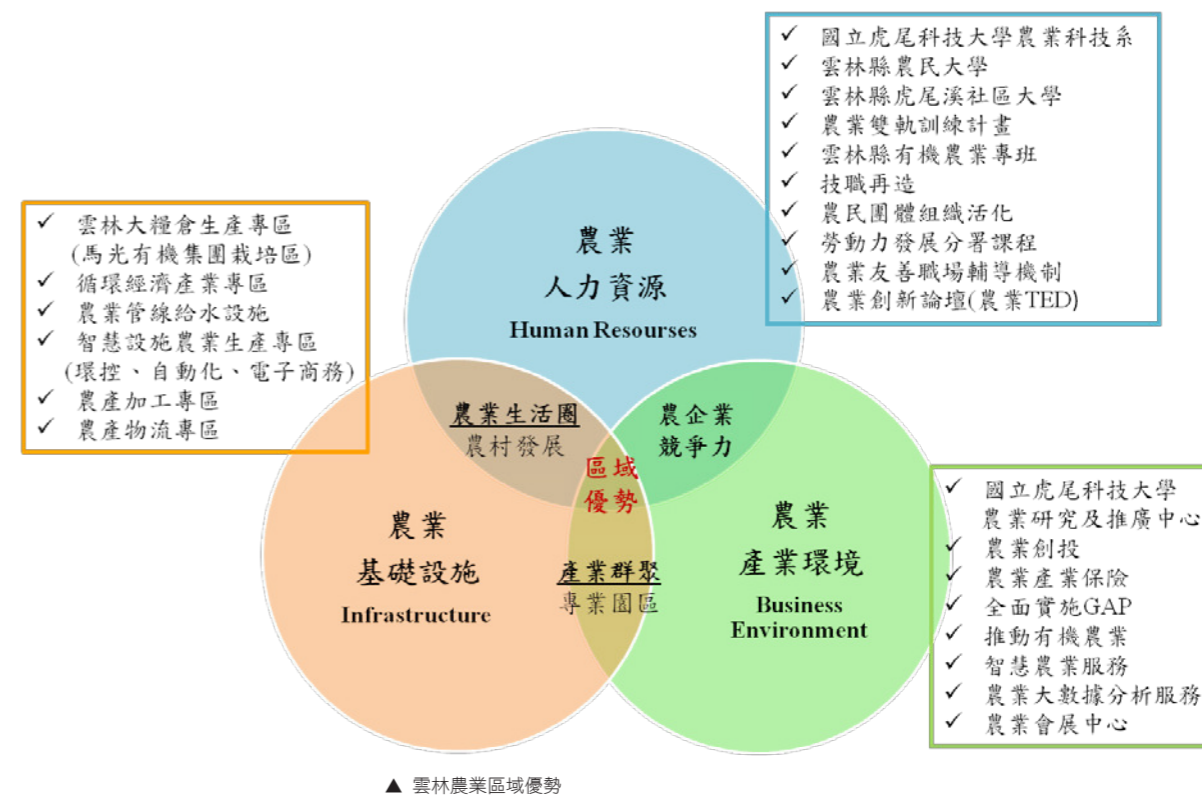 ✓ 國立虎尾科技大學農業科技系
✓ 雲林縣農民大學
✓ 雲林縣虎尾溪社區大學
✓ 農業雙軌訓練計畫
✓ 雲林縣有機農業專班
✓ 技職再造
✓ 農民團體組織活化
✓ 勞動力發展分署課程
✓ 農業友善職場輔導機制
✓ 農業創新論壇(農業TED)
✓ 雲林大糧倉生產專區
(馬光有機集團栽培區)
✓ 循環經濟產業專區
✓ 農業管線給水設施
✓ 智慧設施農業生產專區
(環控、自動化、電子商務)
✓ 農產加工專區
✓ 農產物流專區
農業
人力資源
Human Resourses
農業生活圈
農村發展
農企業
競爭力
區域
優勢
農業
基礎設施
Infrastructure
產業群聚
專業園區
農業
產業環境
Business
Environment
✓ 國立虎尾科技大學
農業研究及推廣中心
✓ 農業創投
✓ 農業產業保險
✓ 全面實施GAP
✓ 推動有機農業
✓ 智慧農業服務
✓ 農業大數據分析服務
✓ 農業會展中心
▲ 雲林農業區域優勢